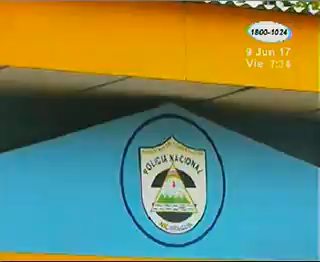 1800-1024
9 Jun 17
Vie 7:14
POLICIA NACIONAL
NICARAGUA